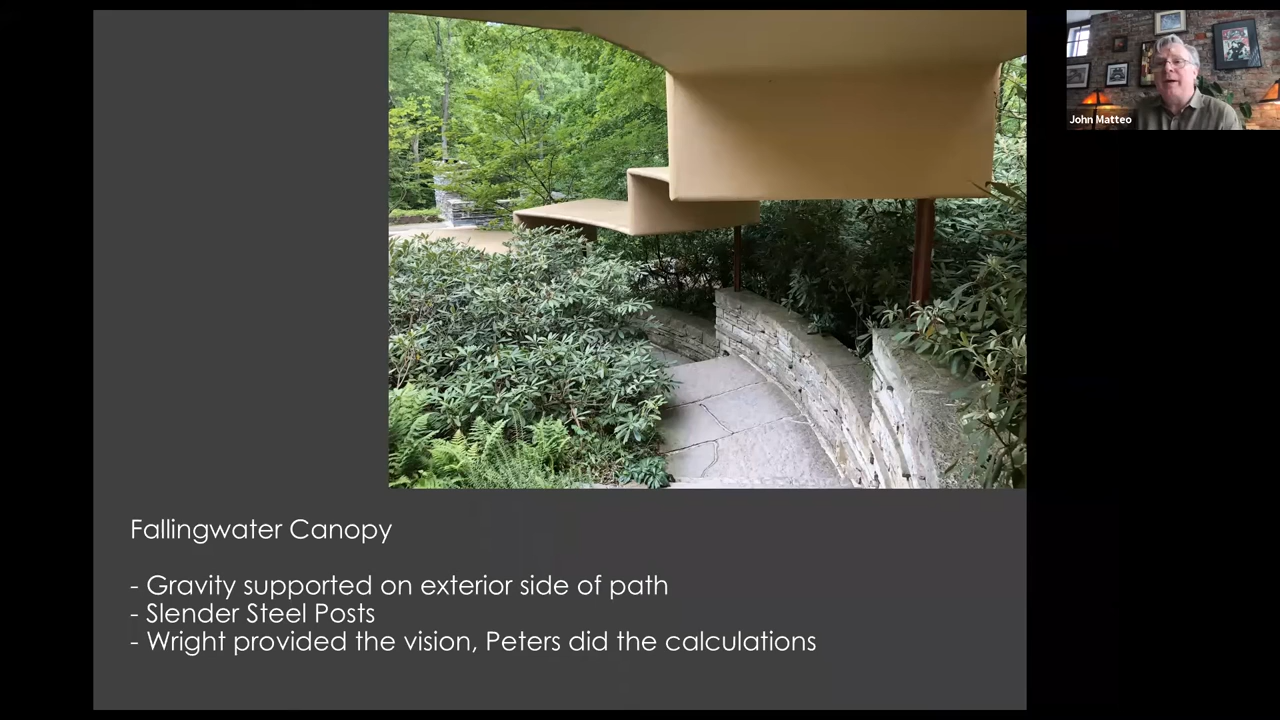 John Matteo
Fallingwater Canopy
- Gravity supported on exterior side of path
- Slender Steel Posts
- Wright provided the vision, Peters did the calculations